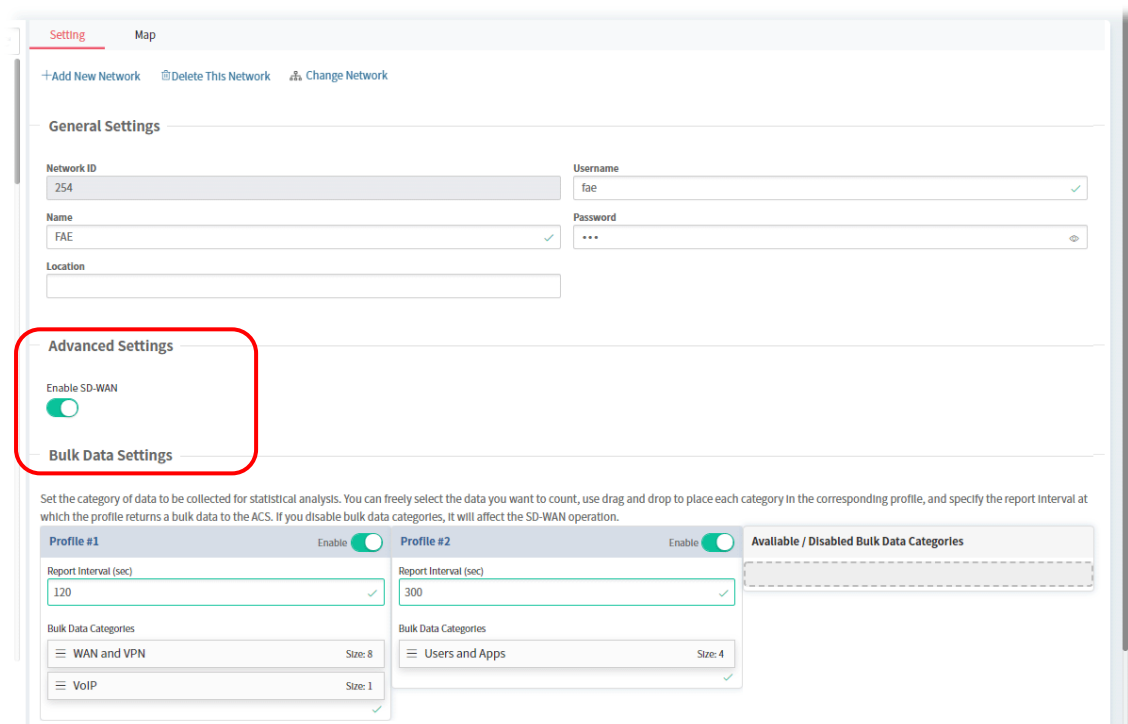 Setting Map
+Add New Network Delete This Network Change Network
General Settings
Network ID
254
Username
fae
Name
FAE
Password
•••
Location
Advanced Settings
Enable SD-WAN
Bulk Data Settings
Set the category of data to be collected for statistical analysis. You can freely select the data you want to count, use drag and drop to place each category in the corresponding profile, and specify the report interval at
which the profile returns a bulk data to the ACS. If you disable bulk data categories, it will affect the SD-WAN operation.
Profile #1 Enable
Report Interval (sec)
120
Bulk Data Categories
WAN and VPN Size: 8
VoIP Size: 1
Profile #2 Enable
Report Interval (sec)
300
Bulk Data Categories
Users and Apps Size: 4
Available / Disabled Bulk Data Categories